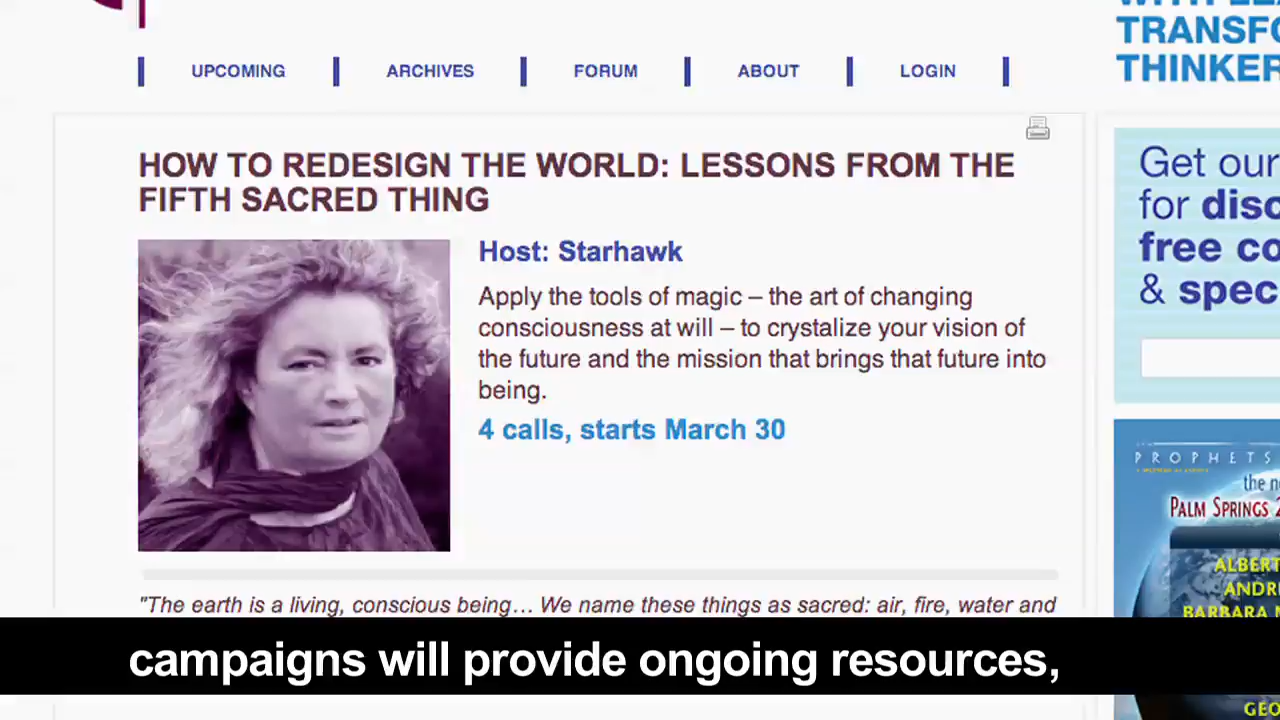 WITH LEA
TRANSFO
THINKER
UPCOMING
ARCHIVES
FORUM
ABOUT
LOGIN
HOW TO REDESIGN THE WORLD: LESSONS FROM THE
FIFTH SACRED THING
Host: Starhawk
Apply the tools of magic – the art of changing
consciousness at will – to crystalize your vision of
the future and the mission that brings that future into
being.
4 calls, starts March 30
"The earth is a living, conscious being… We name these things as sacred: air, fire, water and
Get our
for disc
free co
& spec
PROPHETS
the n
PALM SPRINGS 2
ALBERT
ANDR
BARBARA M
GEO
campaigns will provide ongoing resources,